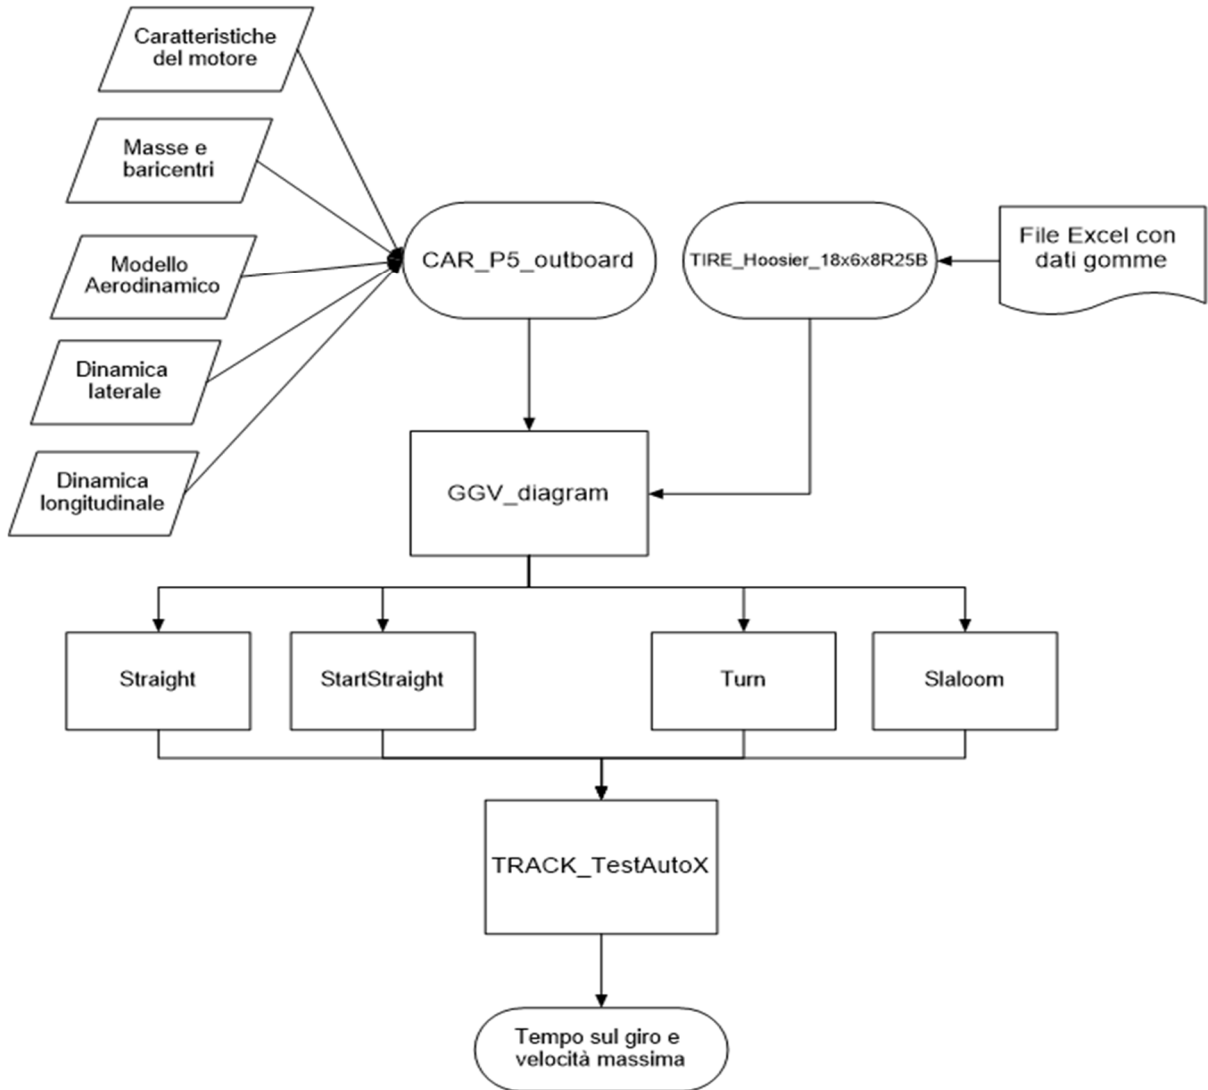 Caratteristiche
del motore
Masse e
baricentri
Modello
Aerodinamico
Dinamica
laterale
Dinamica
longitudinale
CAR_P5_outboard
TIRE_Hoosier_18x6x8R25B
File Excel con
dati gomme
GGV_diagram
Straight
StartStraight
Turn
Slaloom
TRACK_TestAutoX
Tempo sul giro e
velocità massima